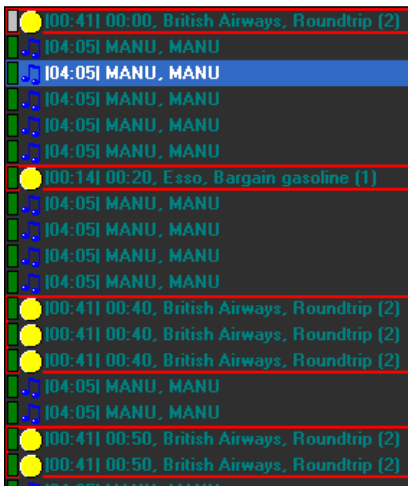 |00:41| 00:00, British Airways, Roundtrip (2)
|04:05| MANU, MANU
|04:05| MANU, MANU
|04:05| MANU, MANU
|04:05| MANU, MANU
|04:05| MANU, MANU
|00:14| 00:20, Esso, Bargain gasoline (1)
|04:05| MANU, MANU
|04:05| MANU, MANU
|04:05| MANU, MANU
|04:05| MANU, MANU
|00:41| 00:40, British Airways, Roundtrip (2)
|00:41| 00:40, British Airways, Roundtrip (2)
|00:41| 00:40, British Airways, Roundtrip (2)
|04:05| MANU, MANU
|04:05| MANU, MANU
|00:41| 00:50, British Airways, Roundtrip (2)
|00:41| 00:50, British Airways, Roundtrip (2)